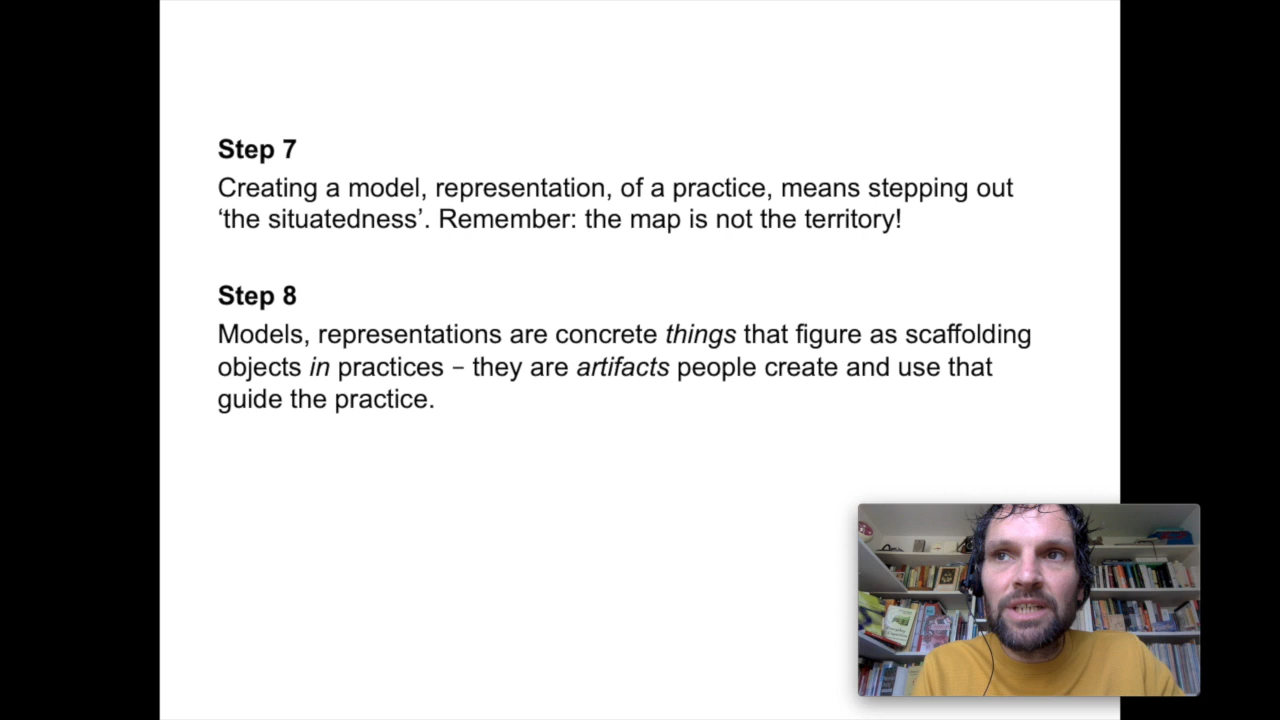 Step 7
Creating a model, representation, of a practice, means stepping out
‘the situatedness’. Remember: the map is not the territory!
Step 8
Models, representations are concrete things that figure as scaffolding
objects in practices – they are artifacts people create and use that
guide the practice.